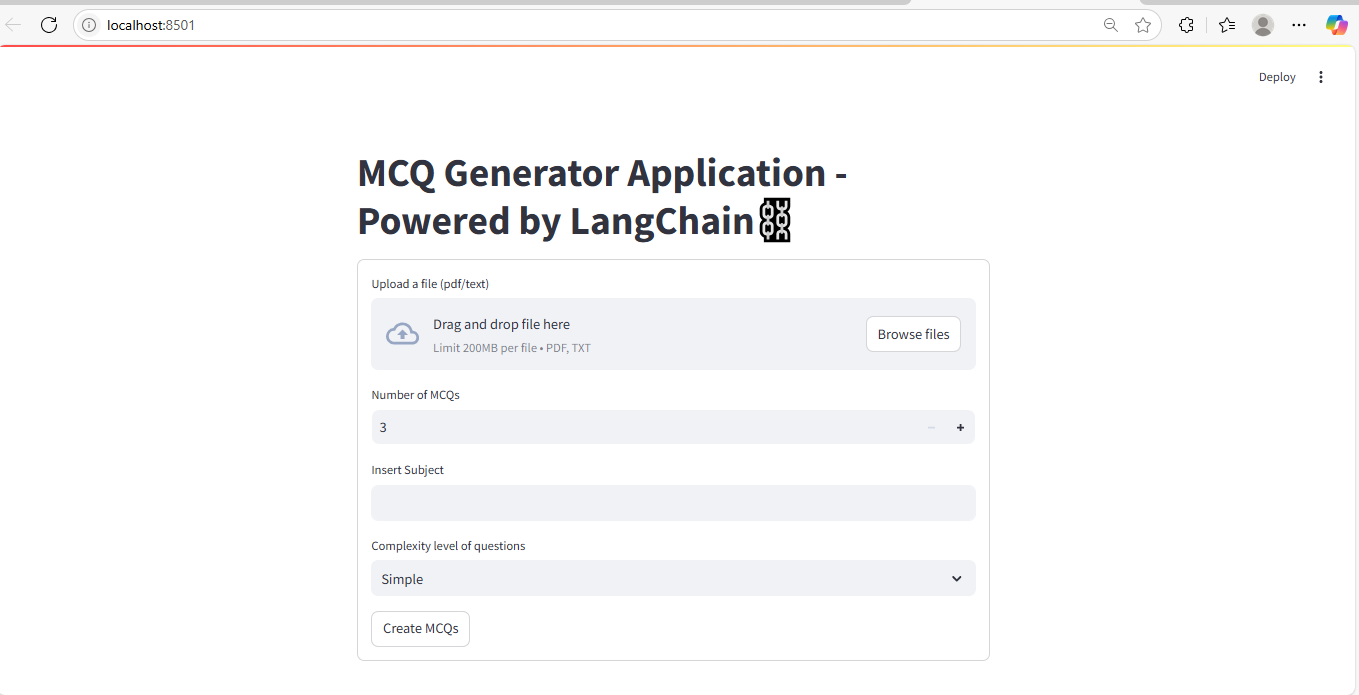 localhost:8501
Deploy
MCQ Generator Application -
Powered by LangChain⛓️
Upload a file (pdf/text)
Drag and drop file here
Limit 200MB per file • PDF, TXT
Browse files
Number of MCQs
3
Insert Subject
Complexity level of questions
Simple
Create MCQs